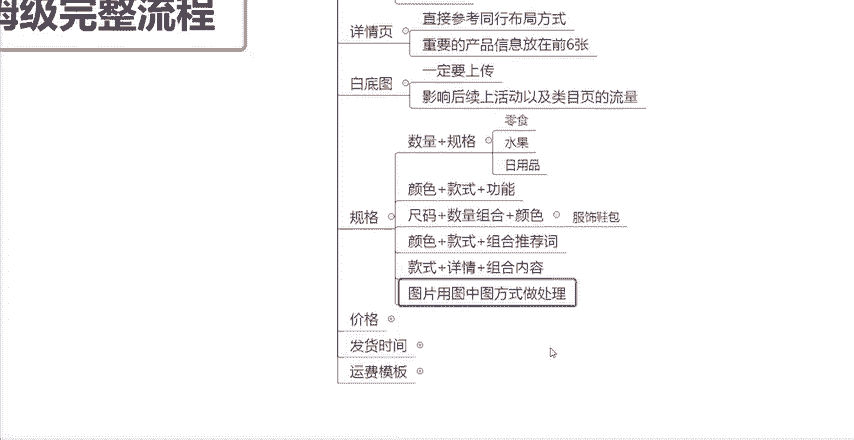 级完整流程
详情页
直接参考同行布局方式
重要的产品信息放在前6张
白底图
一定要上传
影响后续上活动以及类目页的流量
规格
数量+规格
零食
水果
日用品
颜色+款式+功能
尺码+数量组合+颜色
服饰鞋包
颜色+款式+组合推荐词
款式+详情+组合内容
图片用图中图方式做处理
价格
发货时间
运费模板